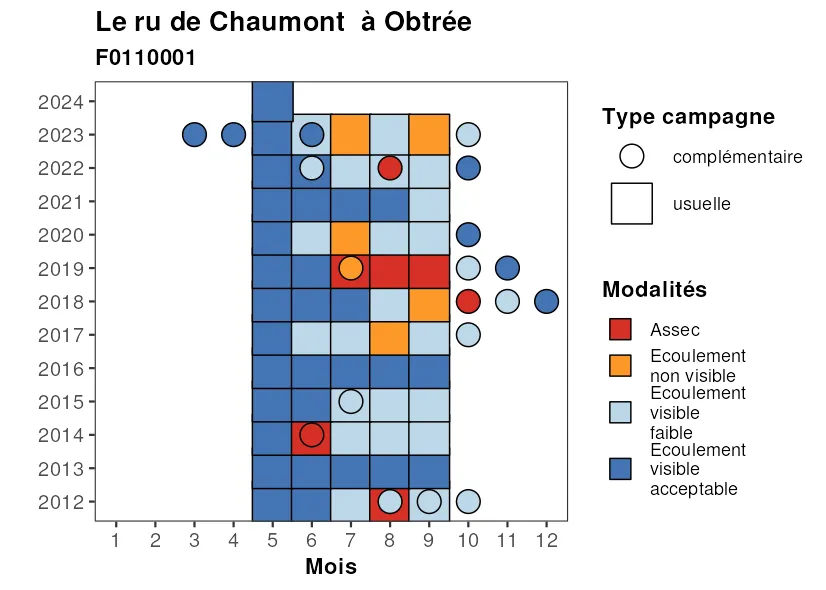 Le ru de Chaumont  à Obtrée
F0110001
2024
2023
2022
2021
2020
2019
2018
2017
2016
2015
2014
2013
2012
1 2 3 4 5 6 7 8 9 10 11 12
Mois
Type campagne
complémentaire
usuelle
Modalités
Assec
Ecoulement
non visible
Ecoulement
visible
faible
Ecoulement
visible
acceptable